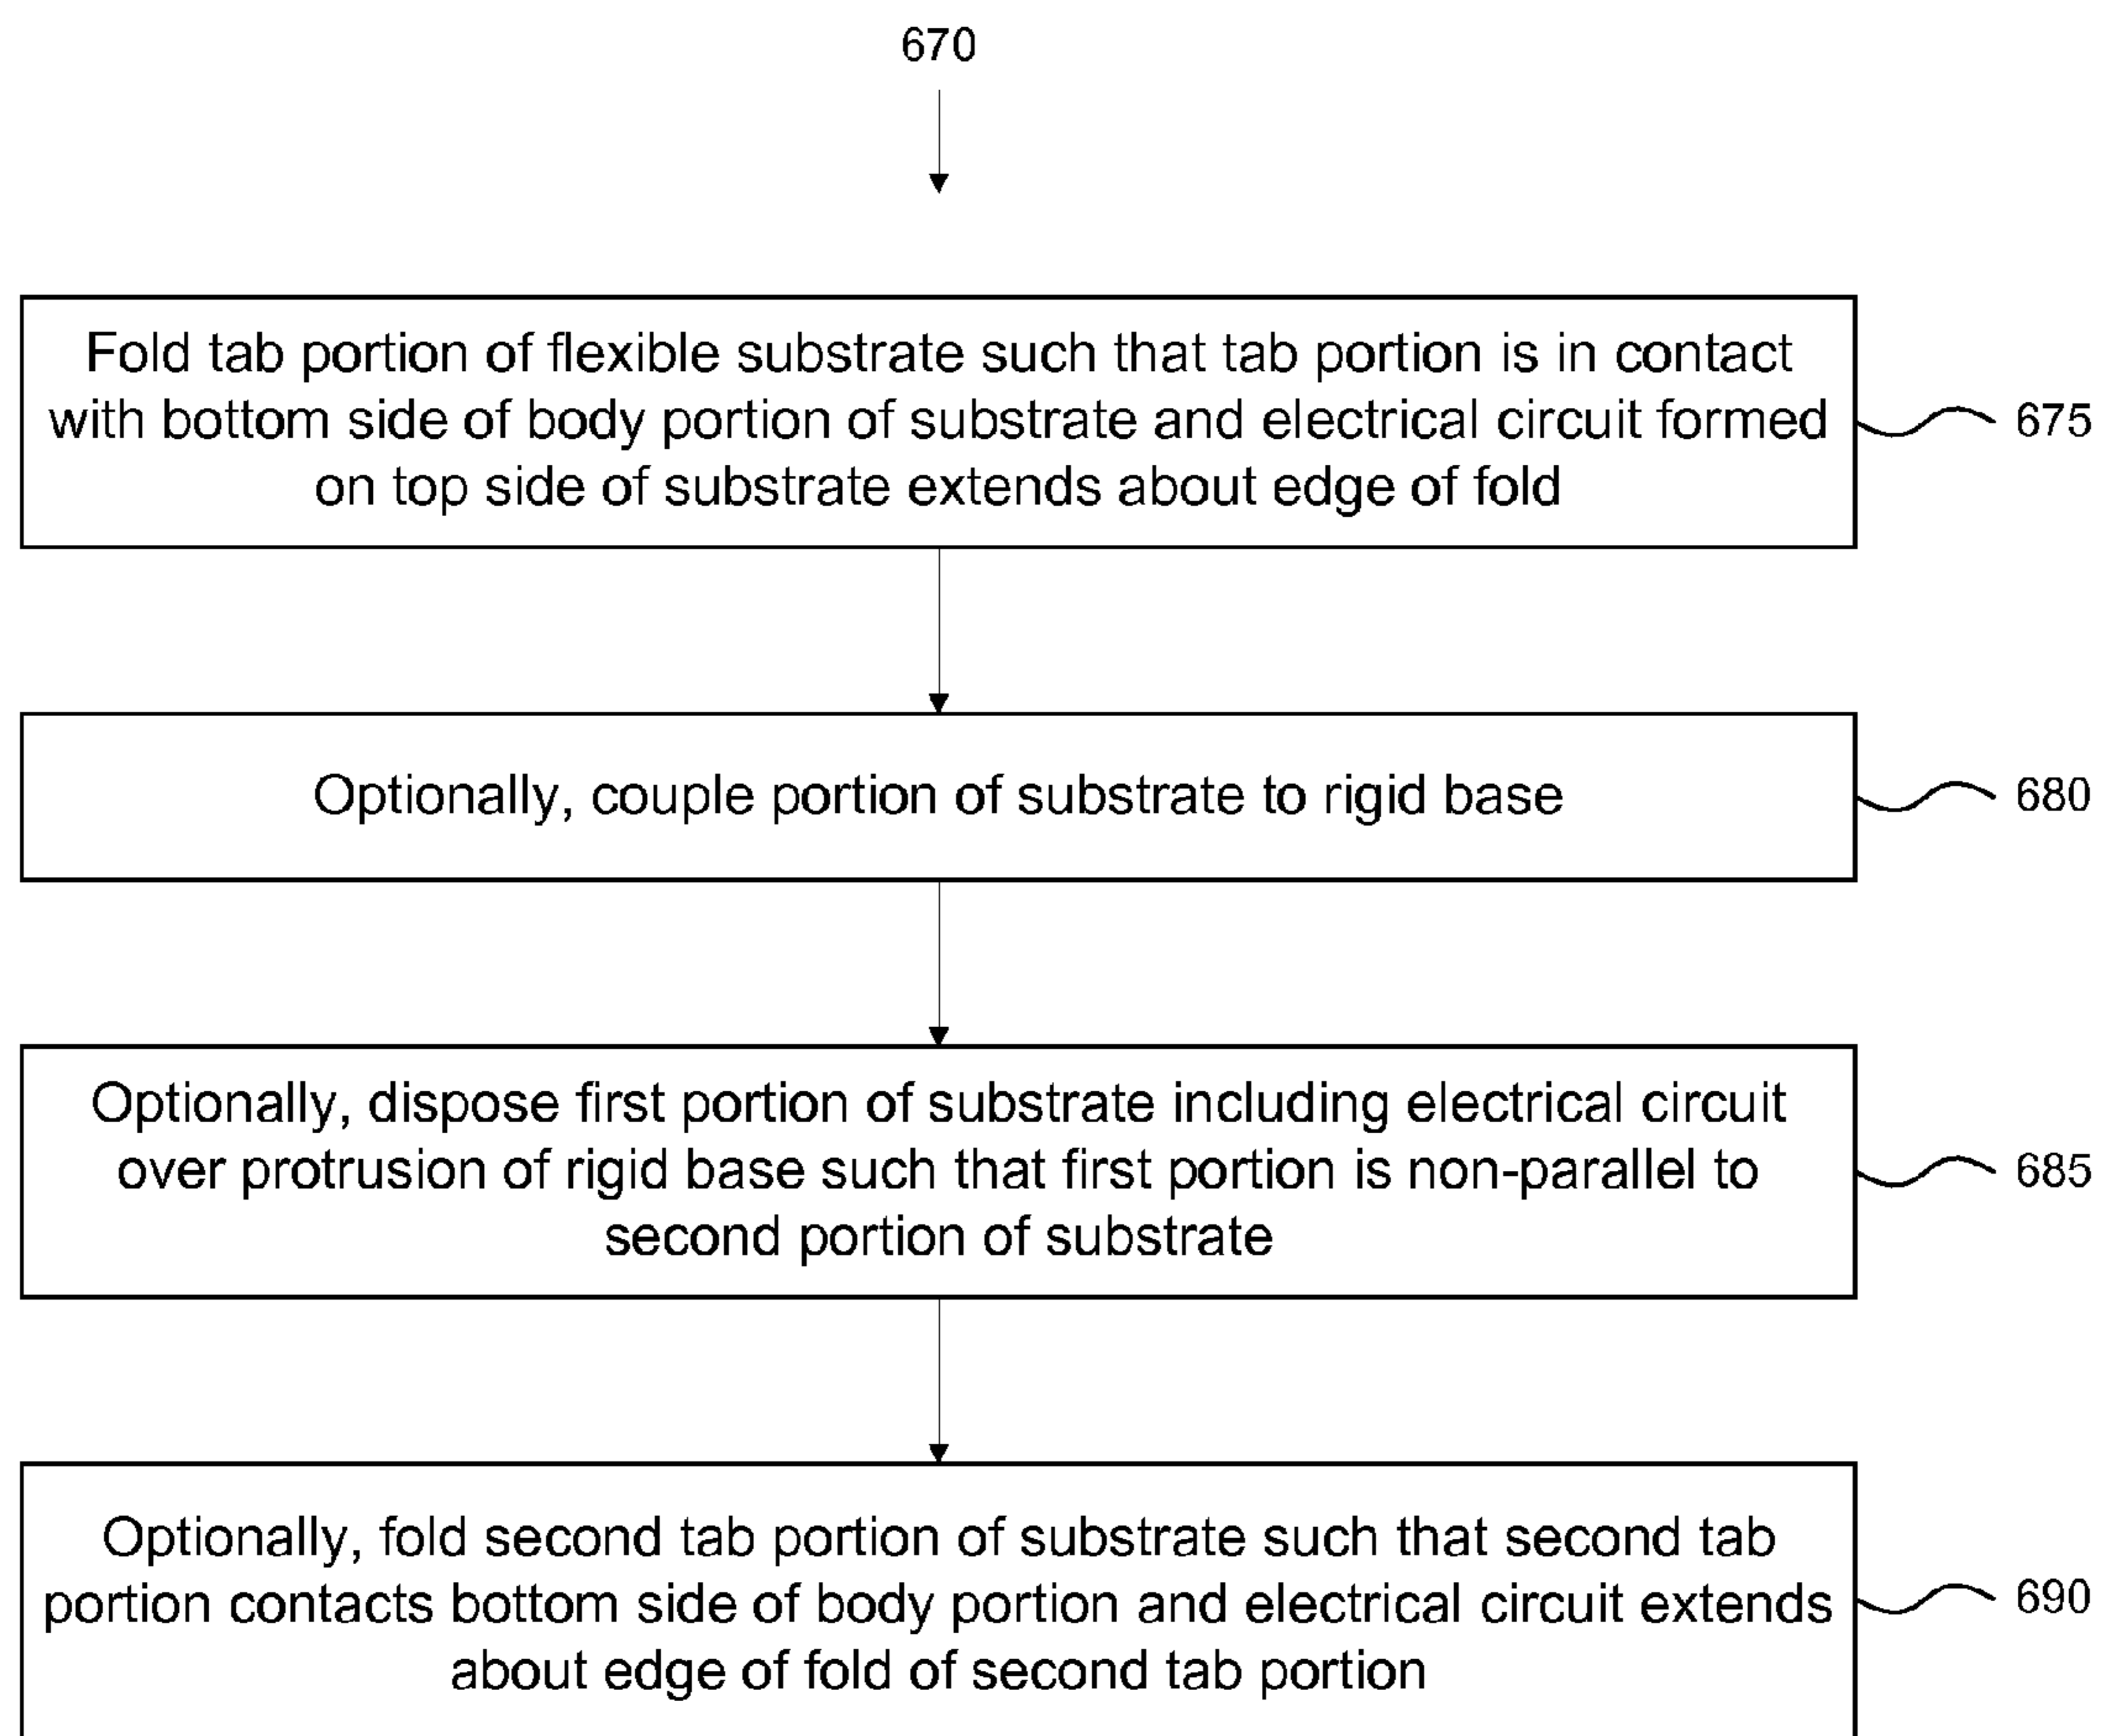 670
Fold tab portion of flexible substrate such that tab portion is in contact
with bottom side of body portion of substrate and electrical circuit formed
on top side of substrate extends about edge of fold
675
Optionally, couple portion of substrate to rigid base
680
Optionally, dispose first portion of substrate including electrical circuit
over protrusion of rigid base such that first portion is non-parallel to
second portion of substrate
685
Optionally, fold second tab portion of substrate such that second tab
portion contacts bottom side of body portion and electrical circuit extends
about edge of fold of second tab portion
690